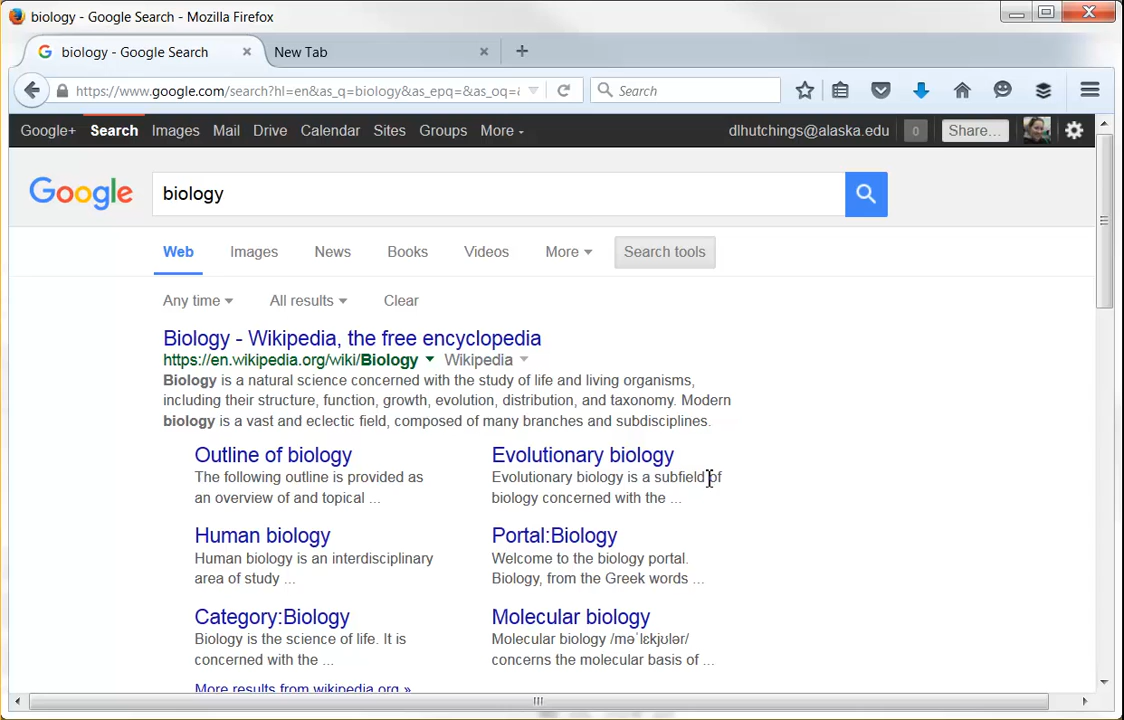 biology - Google Search - Mozilla Firefox
biology - Google Search
New Tab
https://www.google.com/search?hl=en&as_q=biology&as_epq=&as_oq=
Search
Google+ Search Images Mail Drive Calendar Sites Groups More
dlhutchings@alaska.edu 0 Share...
Google biology
Web Images News Books Videos More Search tools
Any time All results Clear
Biology - Wikipedia, the free encyclopedia
https://en.wikipedia.org/wiki/Biology Wikipedia
Biology is a natural science concerned with the study of life and living organisms,
including their structure, function, growth, evolution, distribution, and taxonomy. Modern
biology is a vast and eclectic field, composed of many branches and subdisciplines.
Outline of biology
The following outline is provided as
an overview of and topical ...
Evolutionary biology
Evolutionary biology is a subfield of
biology concerned with the ...
Human biology
Human biology is an interdisciplinary
area of study ...
Portal:Biology
Welcome to the biology portal.
Biology, from the Greek words ...
Category:Biology
Biology is the science of life. It is
concerned with the ...
Molecular biology
Molecular biology /məˈlɛkjʊlər/
concerns the molecular basis of ...
More results from wikipedia.org »